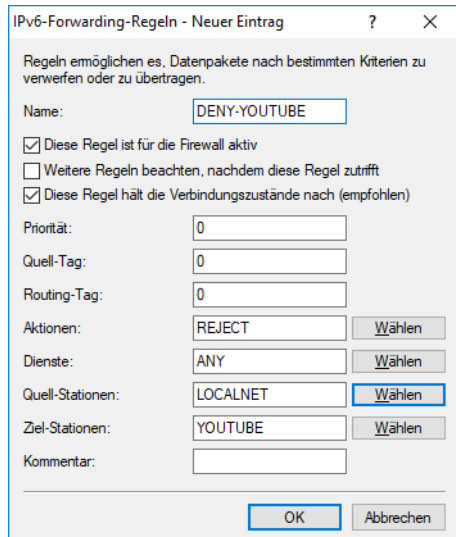 IPv6-Forwarding-Regeln - Neuer Eintrag ? ×
Regeln ermöglichen es, Datenpakete nach bestimmten Kriterien zu
verwerfen oder zu übertragen.
Name: DENY-YOUTUBE
Diese Regel ist für die Firewall aktiv
Weitere Regeln beachten, nachdem diese Regel zutrifft
Diese Regel hält die Verbindungszustände nach (empfohlen)
Priorität: 0
Quell-Tag: 0
Routing-Tag: 0
Aktionen: REJECT Wählen
Dienste: ANY Wählen
Quell-Stationen: LOCALNET Wählen
Ziel-Stationen: YOUTUBE Wählen
Kommentar:
OK Abbrechen